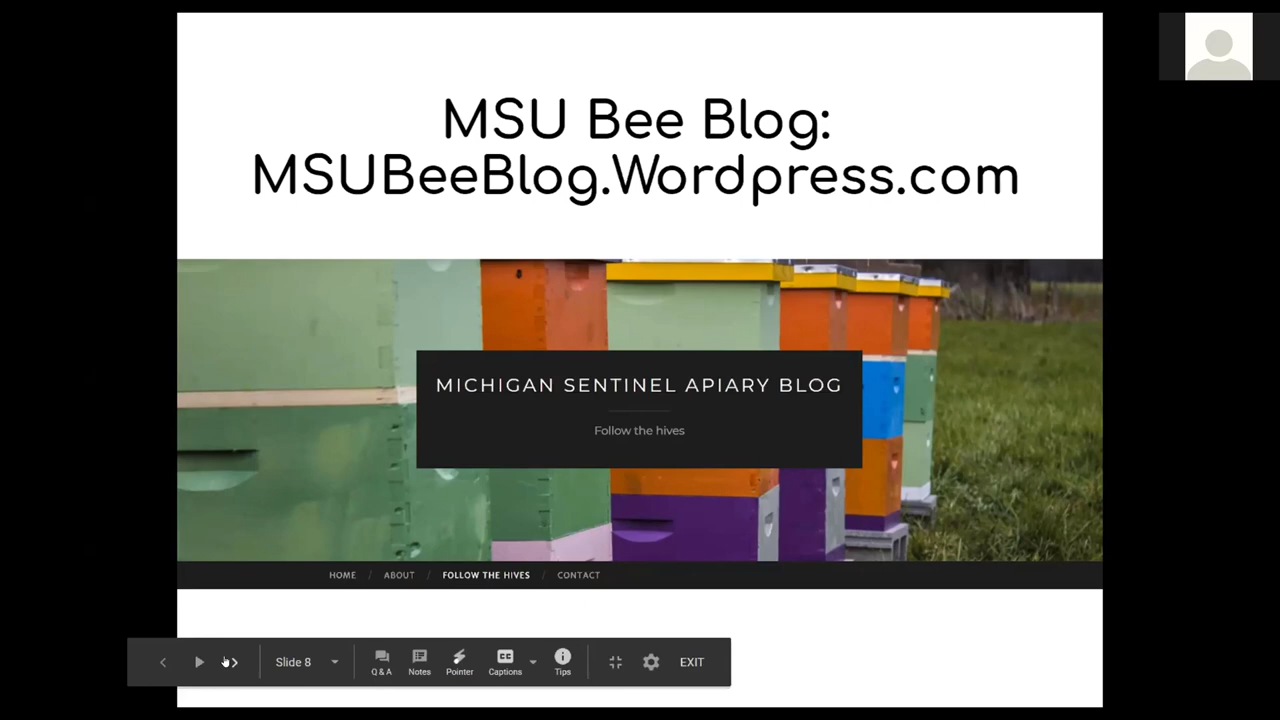 MSU Bee Blog:
MSUBeeBlog.Wordpress.com
MICHIGAN SENTINEL APIARY BLOG
Follow the hives
HOME / ABOUT / FOLLOW THE HIVES / CONTACT
Slide 8
Q & A
Notes
Pointer
CC
Captions
Tips
EXIT